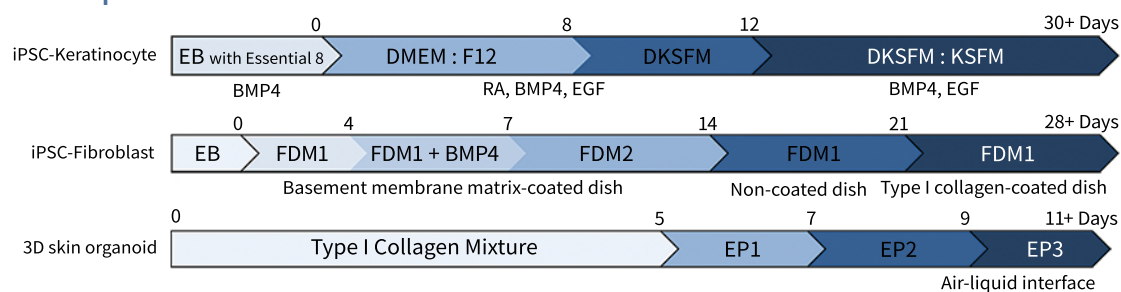 0 8 12 30+ Days
iPSC-Keratinocyte EB with Essential 8 DMEM : F12 DKSFM DKSFM : KSFM
BMP4 RA, BMP4, EGF BMP4, EGF
0 4 7 14 21 28+ Days
iPSC-Fibroblast EB FDM1 FDM1 + BMP4 FDM2 FDM1 FDM1
Basement membrane matrix-coated dish Non-coated dish Type I collagen-coated dish
0 5 7 9 11+ Days
3D skin organoid Type I Collagen Mixture EP1 EP2 EP3
Air-liquid interface